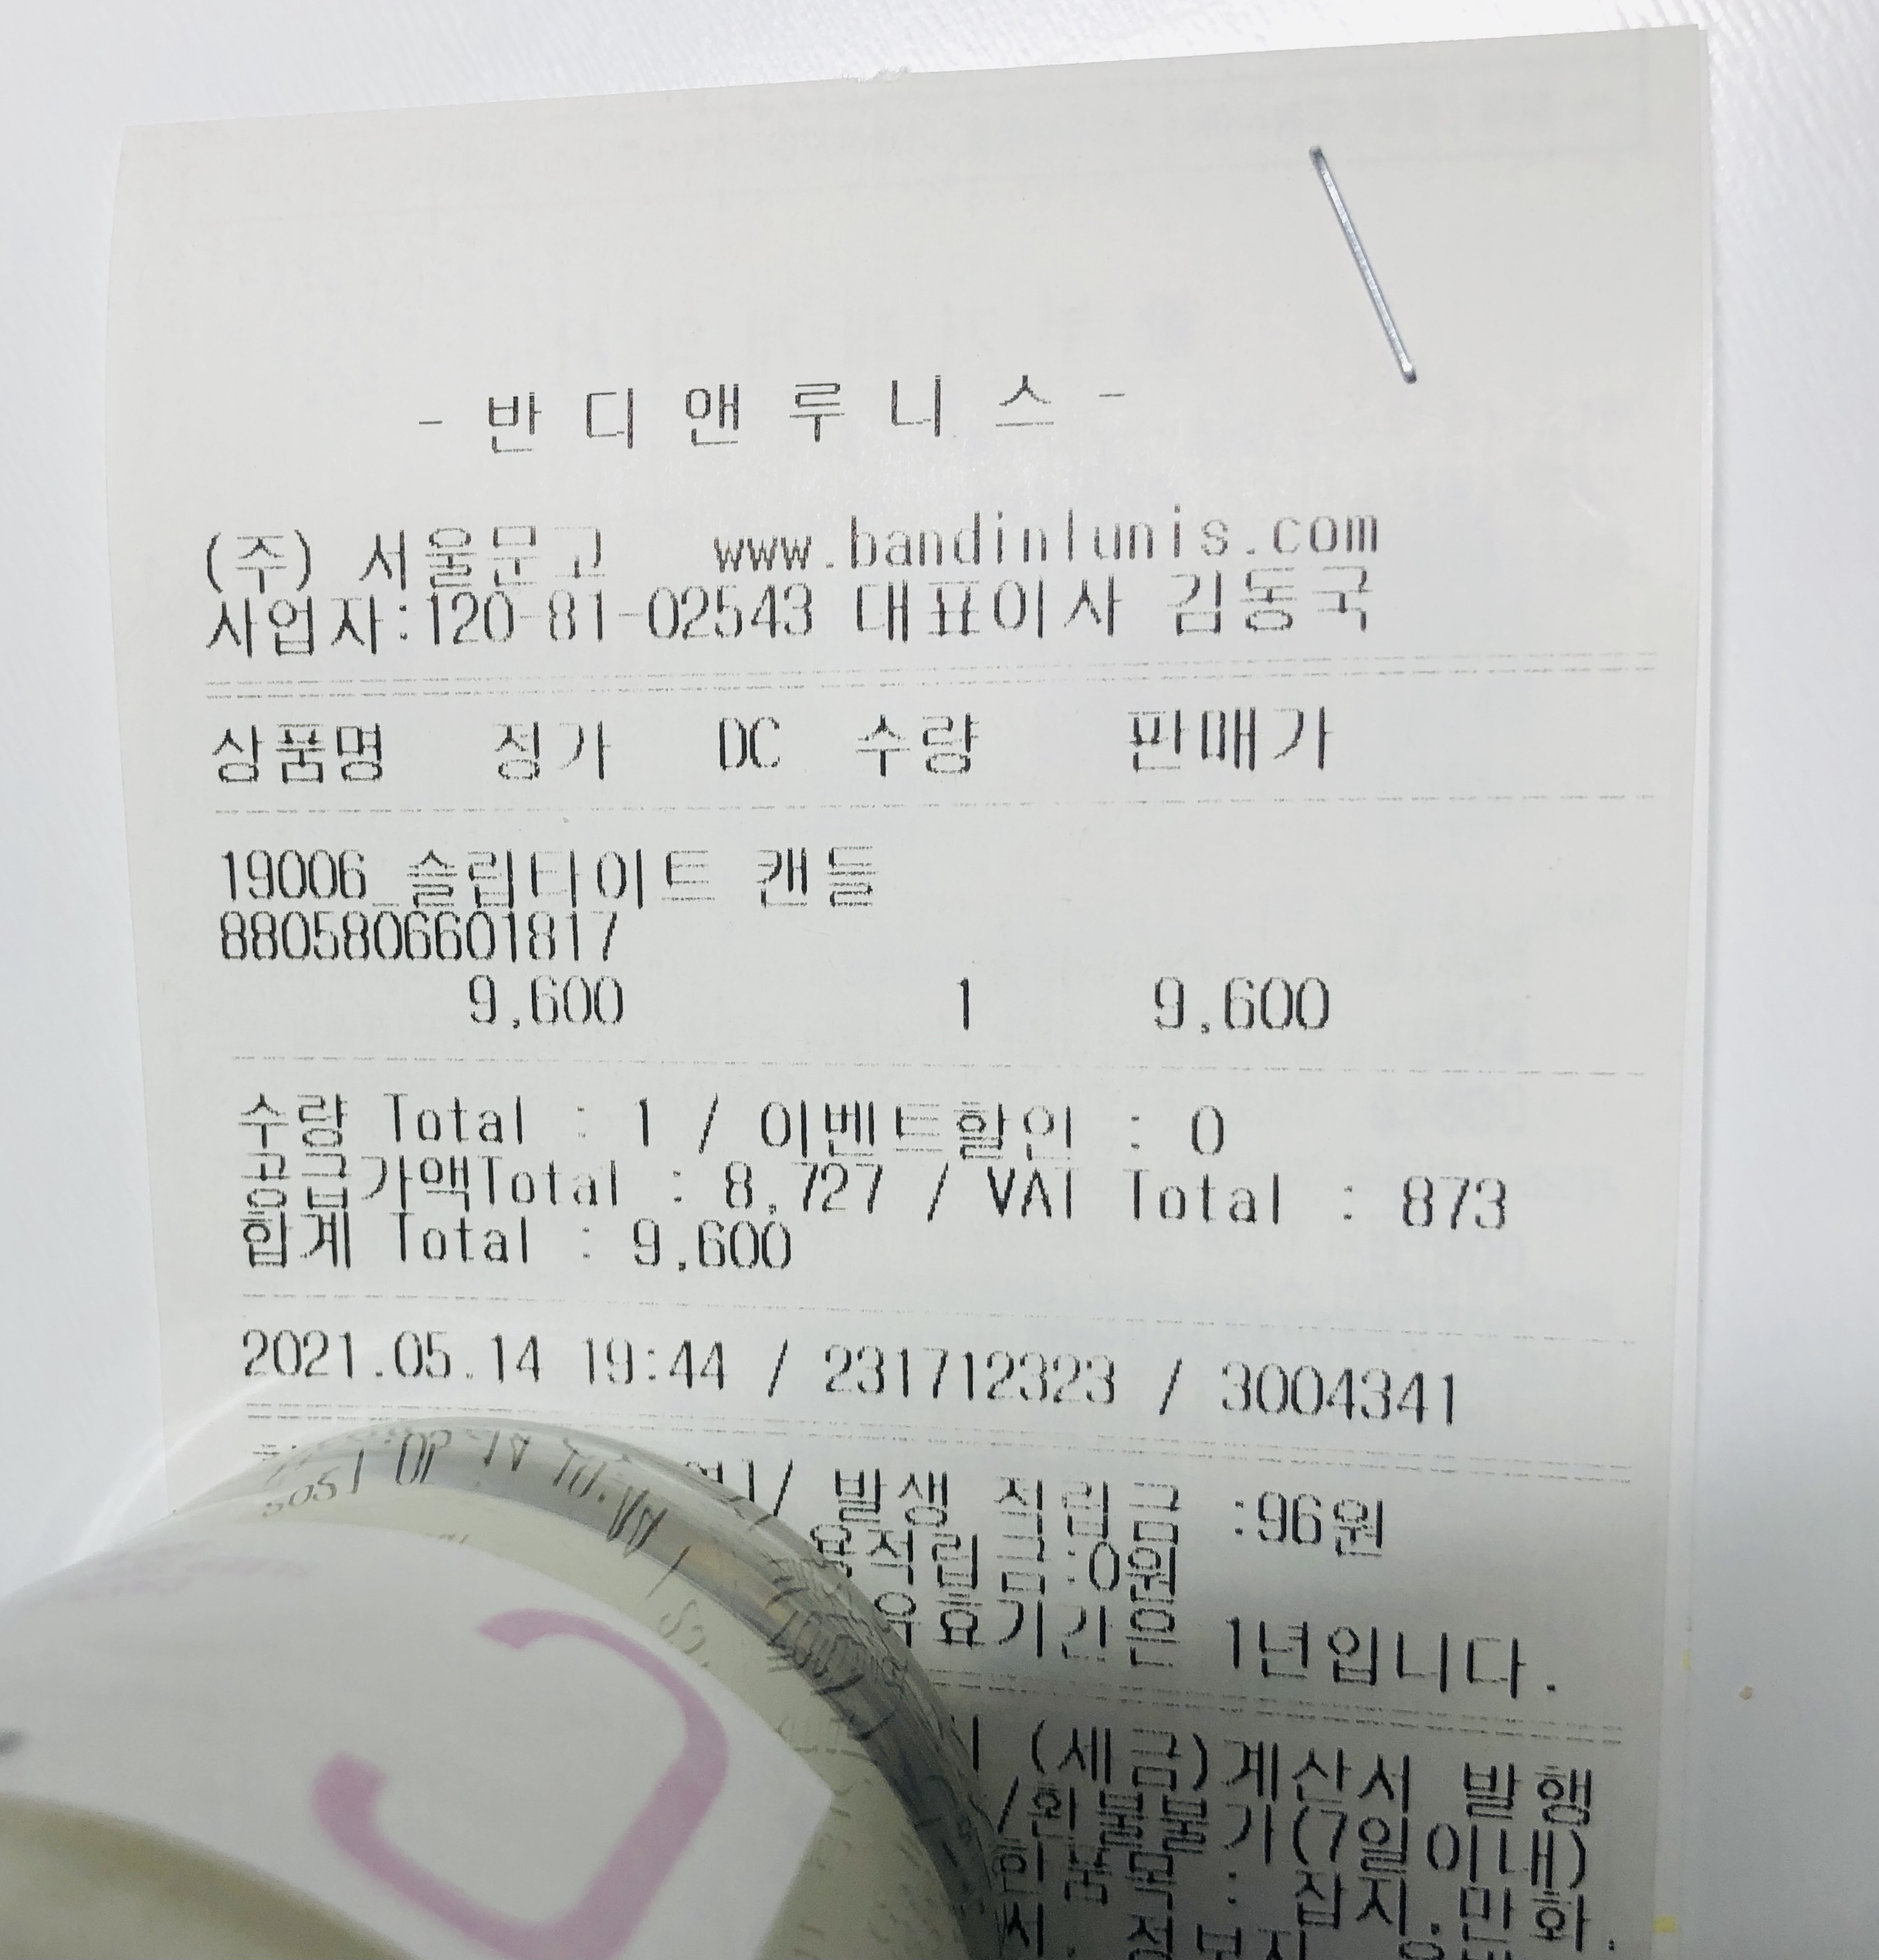 - 반 디 앤 루 니 스 -
(주) 서울문고 www.bandinlunis.com
사업자:120-81-02543 대표이사 김동국
상품명 정가 DC 수량 판매가
19006_슬립타이트 캔들
8805806601817
9,600 1 9,600
수량 Total : 1 / 이벤트할인 : 0
공급가액Total : 8,727 / VAT Total : 873
합계 Total : 9,600
2021.05.14 19:44 / 231712323 / 3004341
/ 발생 적립금 :96원
용적립금:0원
유효기간은 1년입니다.
(세금)계산서 발행
/환불불가(7일이내)
: 잡지,만화,